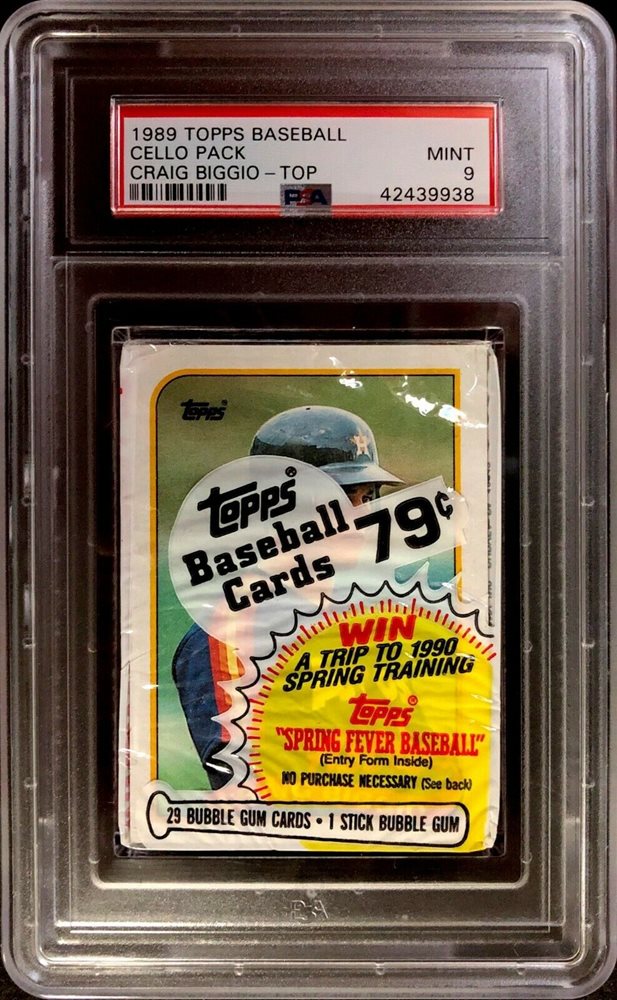 1989 TOPPS BASEBALL
CELLO PACK MINT
CRAIG BIGGIO - TOP 9
PSA 42439938
TOPPS®
H
TOPPS®
Baseball
Cards 79¢
WIN
A TRIP TO 1990
SPRING TRAINING
TOPPS®
"SPRING FEVER BASEBALL"
(Entry Form Inside)
NO PURCHASE NECESSARY (See back)
29 BUBBLE GUM CARDS • 1 STICK BUBBLE GUM